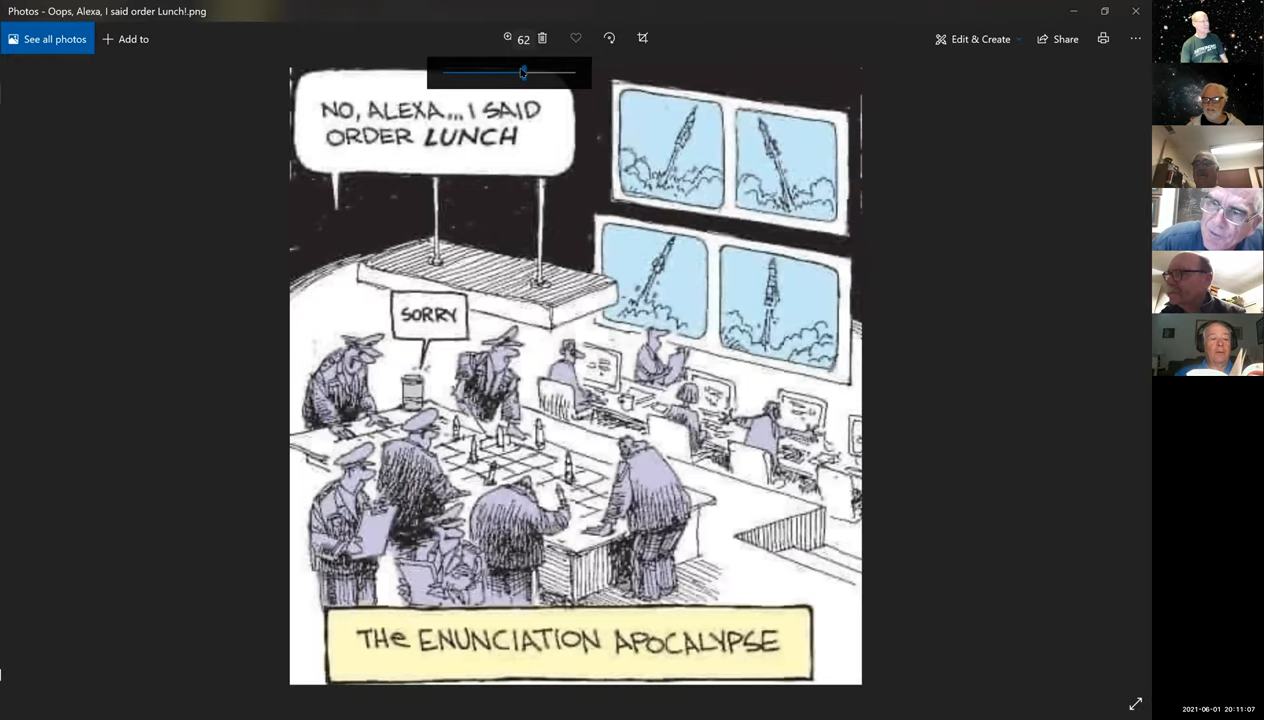 Photos - Oops, Alexa, I said order Lunch!.png
See all photos
Add to
62
Edit & Create
Share
NO, ALEXA... I SAID
ORDER LUNCH
SORRY
THe ENUNCIATION APOCALYPSE
2021-06-01 20:11:07